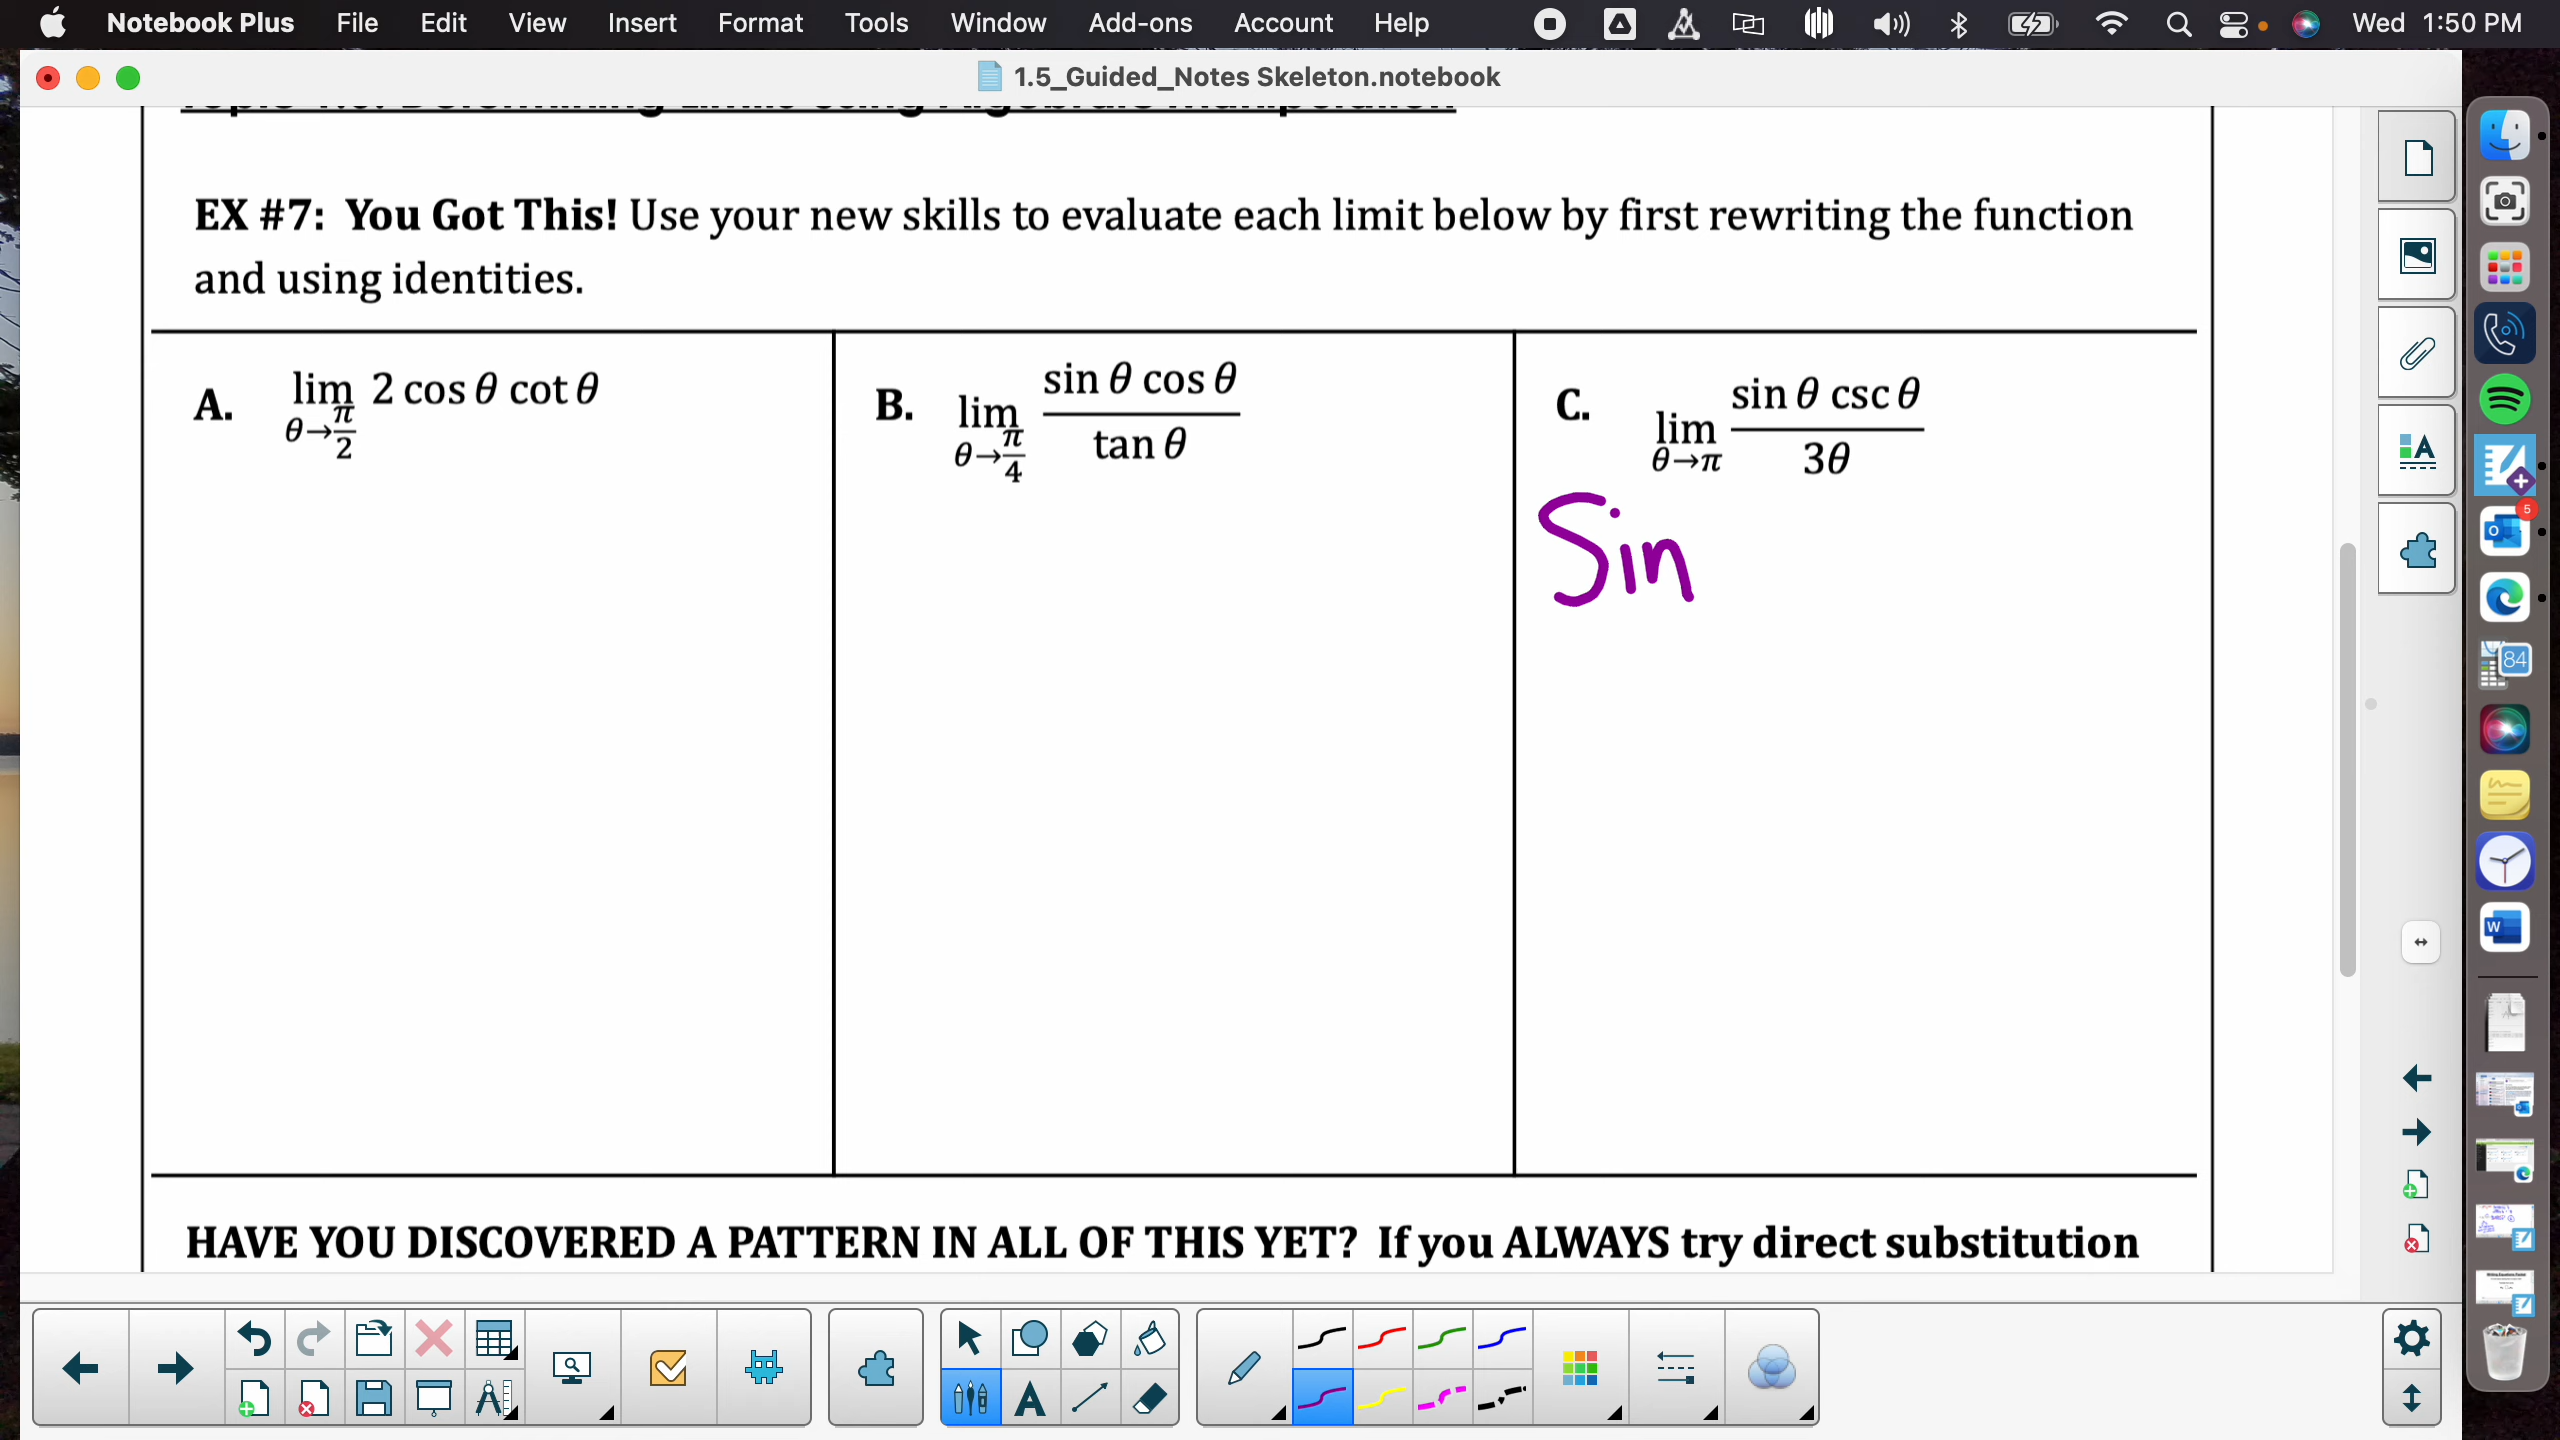 Notebook Plus File Edit View Insert Format Tools Window Add-ons Account Help Wed 1:50 PM
1.5_Guided_Notes Skeleton.notebook
EX #7: You Got This! Use your new skills to evaluate each limit below by first rewriting the function
and using identities.
A. lim θ→π/2 2 cos θ cot θ
B. lim θ→π/4 sin θ cos θ / tan θ
C. lim θ→π sin θ csc θ / 3θ
Sin
HAVE YOU DISCOVERED A PATTERN IN ALL OF THIS YET? If you ALWAYS try direct substitution
5
84